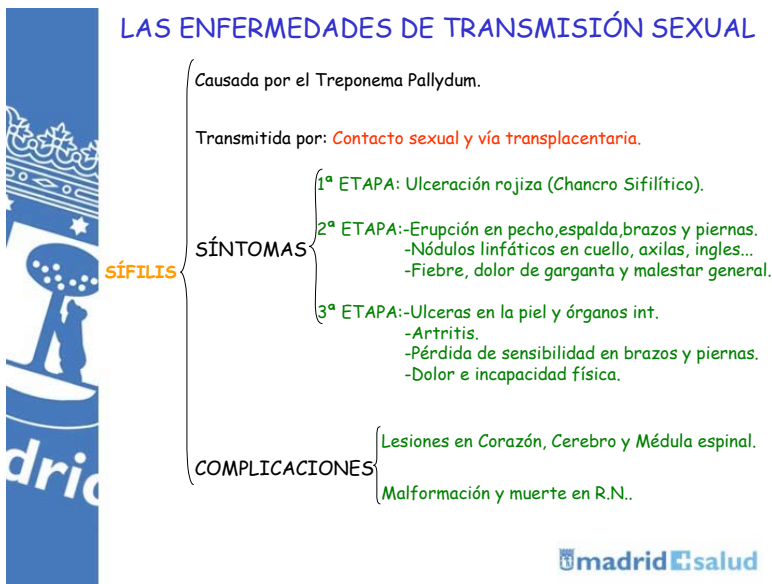 LAS ENFERMEDADES DE TRANSMISIÓN SEXUAL
Causada por el Treponema Pallydum.
Transmitida por: Contacto sexual y vía transplacentaria.
1ª ETAPA: Ulceración rojiza (Chancro Sifilítico).
2ª ETAPA:-Erupción en pecho,espalda,brazos y piernas.
SÍNTOMAS
-Nódulos linfáticos en cuello, axilas, ingles...
SÍFILIS
-Fiebre, dolor de garganta y malestar general.
3ª ETAPA:-Ulceras en la piel y órganos int.
-Artritis.
-Pérdida de sensibilidad en brazos y piernas.
-Dolor e incapacidad física.
Lesiones en Corazón, Cerebro y Médula espinal.
COMPLICACIONES
Malformación y muerte en R.N..
dric
madrid salud